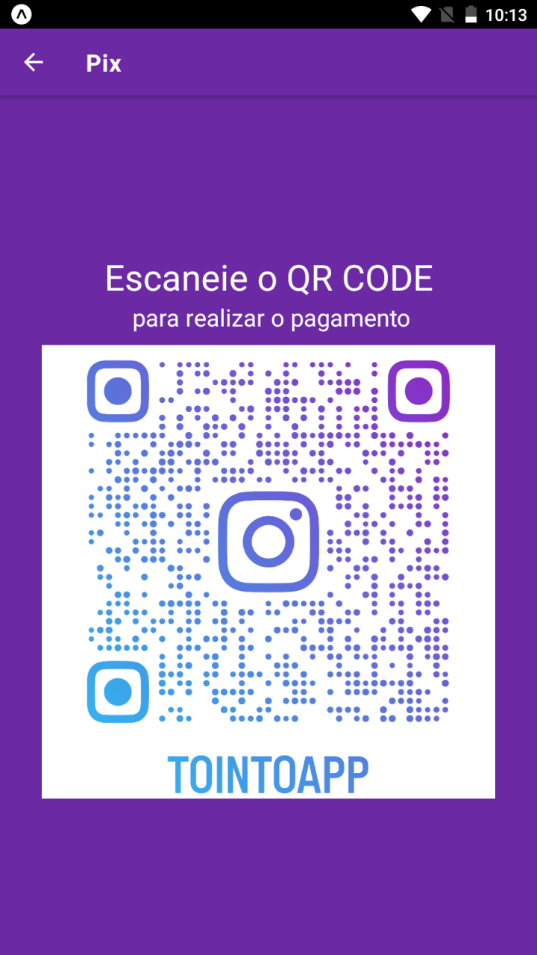 10:13
Pix
Escaneie o QR CODE
para realizar o pagamento
TOINTOAPP